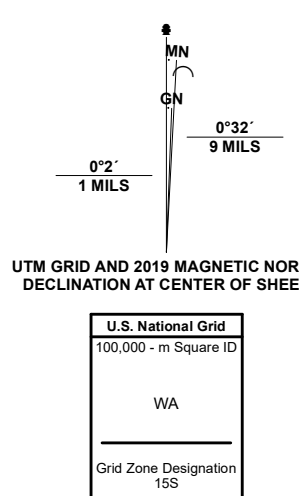 MN
GN
0°32´
9 MILS
0°2´
1 MILS
UTM GRID AND 2019 MAGNETIC NOR
DECLINATION AT CENTER OF SHEE
U.S. National Grid
100,000 - m Square ID
WA
Grid Zone Designation
15S